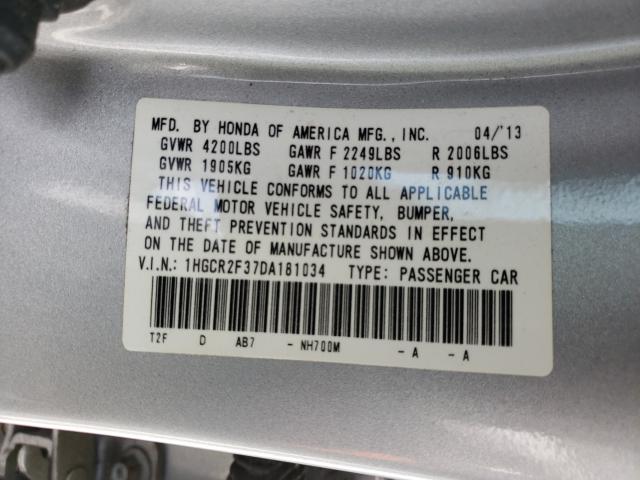 MFD. BY HONDA OF AMERICA MFG., INC. 04/'13
GVWR 4200LBS GAWR F 2249LBS R 2006LBS
GVWR 1905KG GAWR F 1020KG R 910KG
THIS VEHICLE CONFORMS TO ALL APPLICABLE
FEDERAL MOTOR VEHICLE SAFETY, BUMPER,
AND THEFT PREVENTION STANDARDS IN EFFECT
ON THE DATE OF MANUFACTURE SHOWN ABOVE.
V.I.N.: 1HGCR2F37DA181034 TYPE: PASSENGER CAR
T2F D AB7 - NH700M - A - A